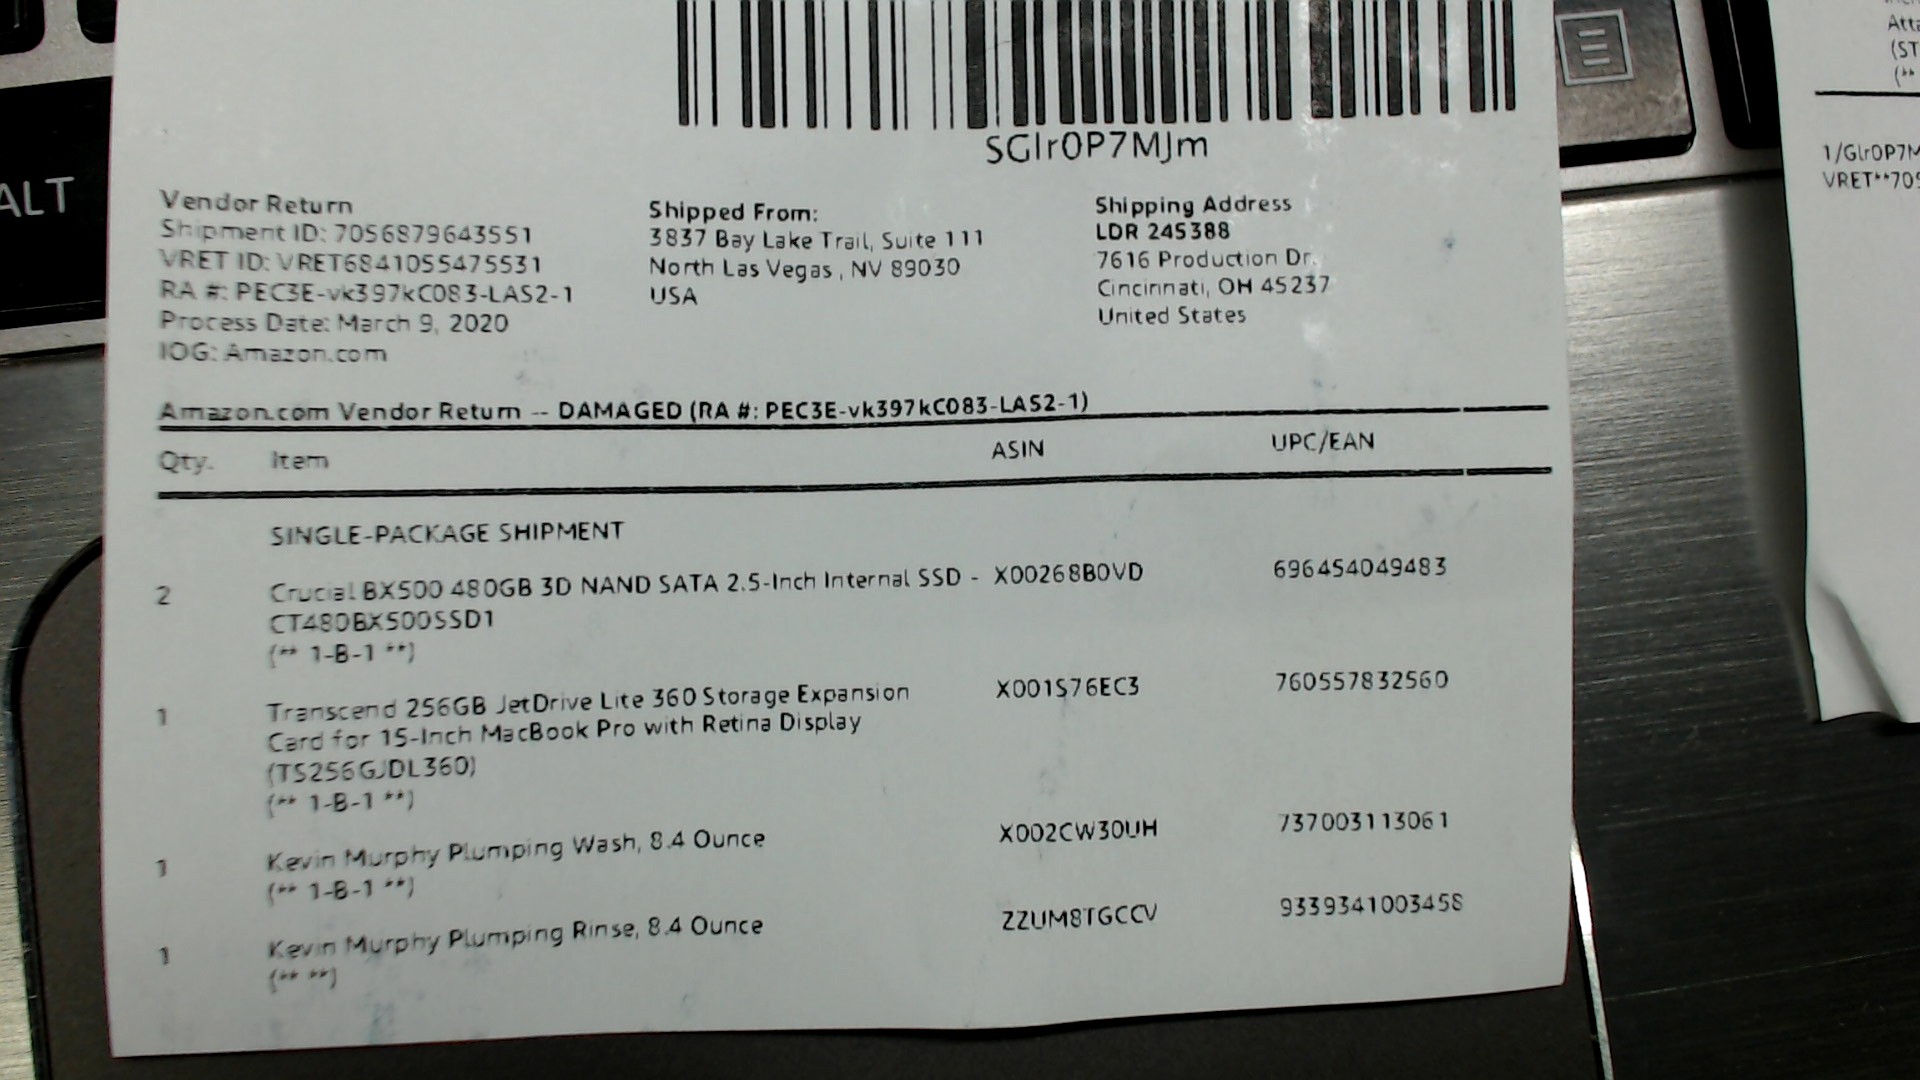 SGlr0P7MJm
Vendor Return
Shipment ID: 7056879643551
VRET ID: VRET6841055475531
RA #: PEC3E-vk397kC083-LAS2-1
Process Date: March 9, 2020
IOG: Amazon.com
Shipped From:
3837 Bay Lake Trail, Suite 111
North Las Vegas , NV 89030
USA
Shipping Address
LDR 245388
7616 Production Dr.
Cincinnati, OH 45237
United States
Amazon.com Vendor Return -- DAMAGED (RA #: PEC3E-vk397kC083-LAS2-1)
Qty. Item ASIN UPC/EAN
SINGLE-PACKAGE SHIPMENT
2 Crucial BX500 480GB 3D NAND SATA 2.5-Inch Internal SSD - X00268B0VD 696454049483
CT480BX500SSD1
(** 1-B-1 **)
1 Transcend 256GB JetDrive Lite 360 Storage Expansion X001S76EC3 760557832560
Card for 15-Inch MacBook Pro with Retina Display
(TS256GJDL360)
(** 1-B-1 **)
1 Kevin Murphy Plumping Wash, 8.4 Ounce X002CW30UH 737003113061
(** 1-B-1 **)
1 Kevin Murphy Plumping Rinse, 8.4 Ounce ZZUM8TGCCV 9339341003458
(** **)
ALT
Atta
(ST
(**
1/Glr0P7M
VRET**705